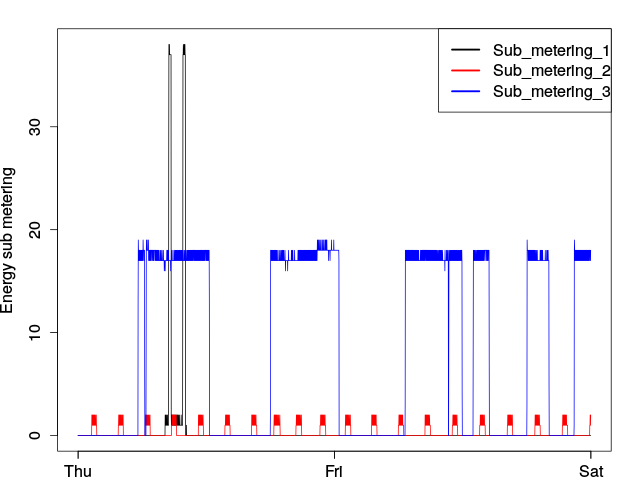 Sub_metering_1
Sub_metering_2
Sub_metering_3
Energy sub metering
30
20
10
0
Thu
Fri
Sat